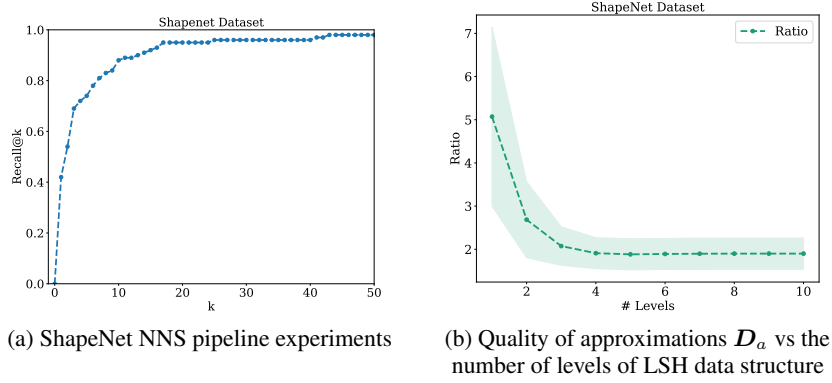 Shapenet Dataset
1.0
0.8
0.6
0.4
0.2
0.0
Recall@k
0 10 20 30 40 50
k
(a) ShapeNet NNS pipeline experiments
ShapeNet Dataset
Ratio
7
6
5
4
3
2
Ratio
2 4 6 8 10
# Levels
(b) Quality of approximations D_a vs the
number of levels of LSH data structure